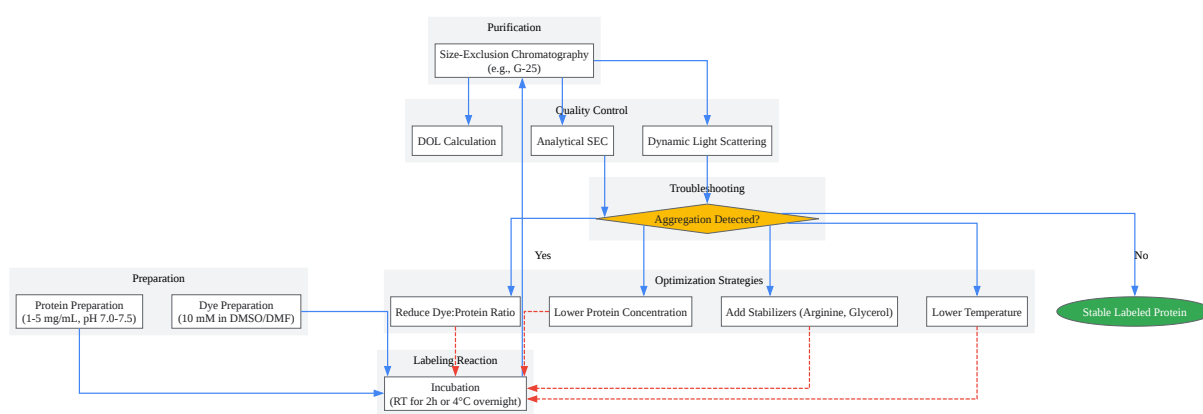 Purification
Size-Exclusion Chromatography
(e.g., G-25)
Quality Control
DOL Calculation
Analytical SEC
Dynamic Light Scattering
Troubleshooting
Aggregation Detected?
Yes
No
Preparation
Protein Preparation
(1-5 mg/mL, pH 7.0-7.5)
Dye Preparation
(10 mM in DMSO/DMF)
Optimization Strategies
Reduce Dye:Protein Ratio
Lower Protein Concentration
Add Stabilizers (Arginine, Glycerol)
Lower Temperature
Stable Labeled Protein
Labeling Reaction
Incubation
(RT for 2h or 4°C overnight)